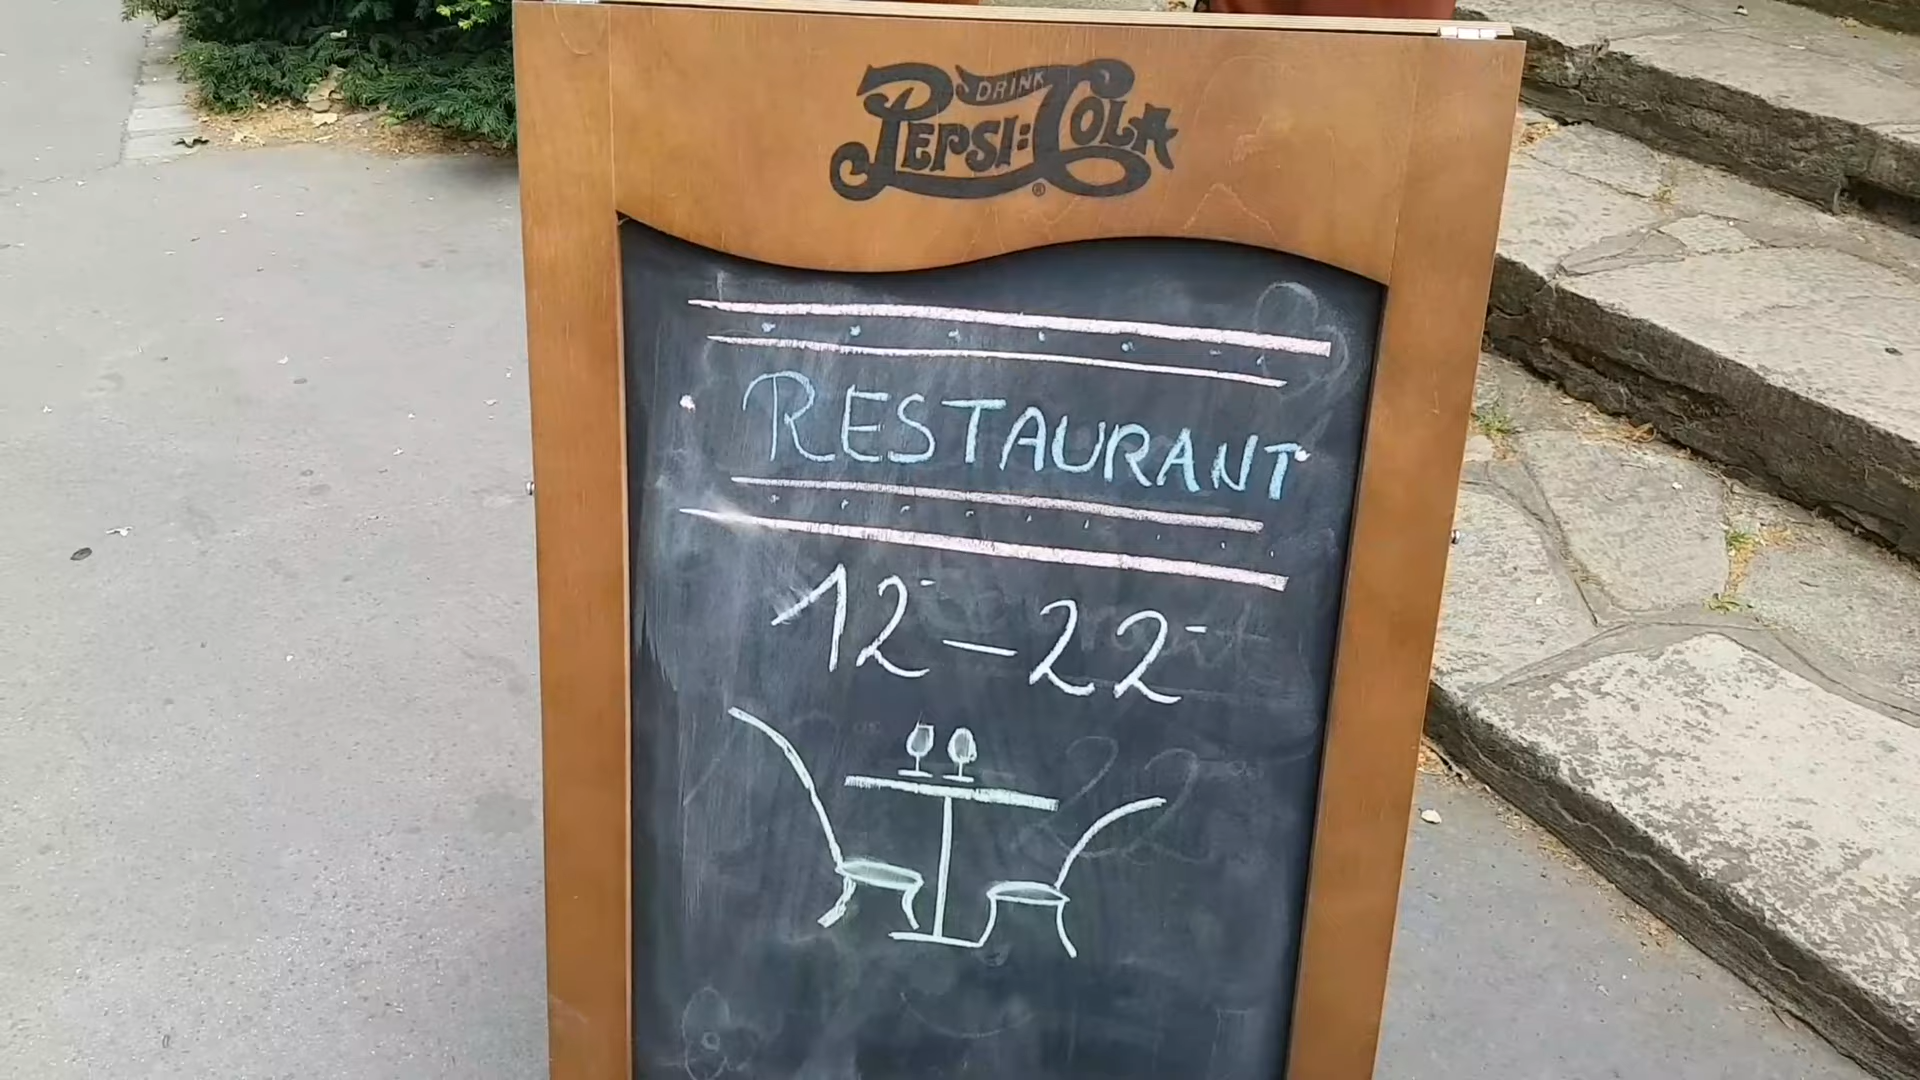 DRINK
PEPSI:COLA
®
RESTAURANT
12- – 22-